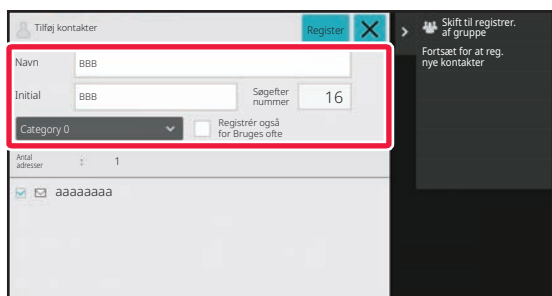 Tilføj kontakter
Register
Navn
BBB
Initial
BBB
Søgefter
nummer
16
Category 0
Registrér også
for Bruges ofte
Antal
adresser
:
1
aaaaaaaa
Skift til registrer.
af gruppe
Fortsæt for at reg.
nye kontakter